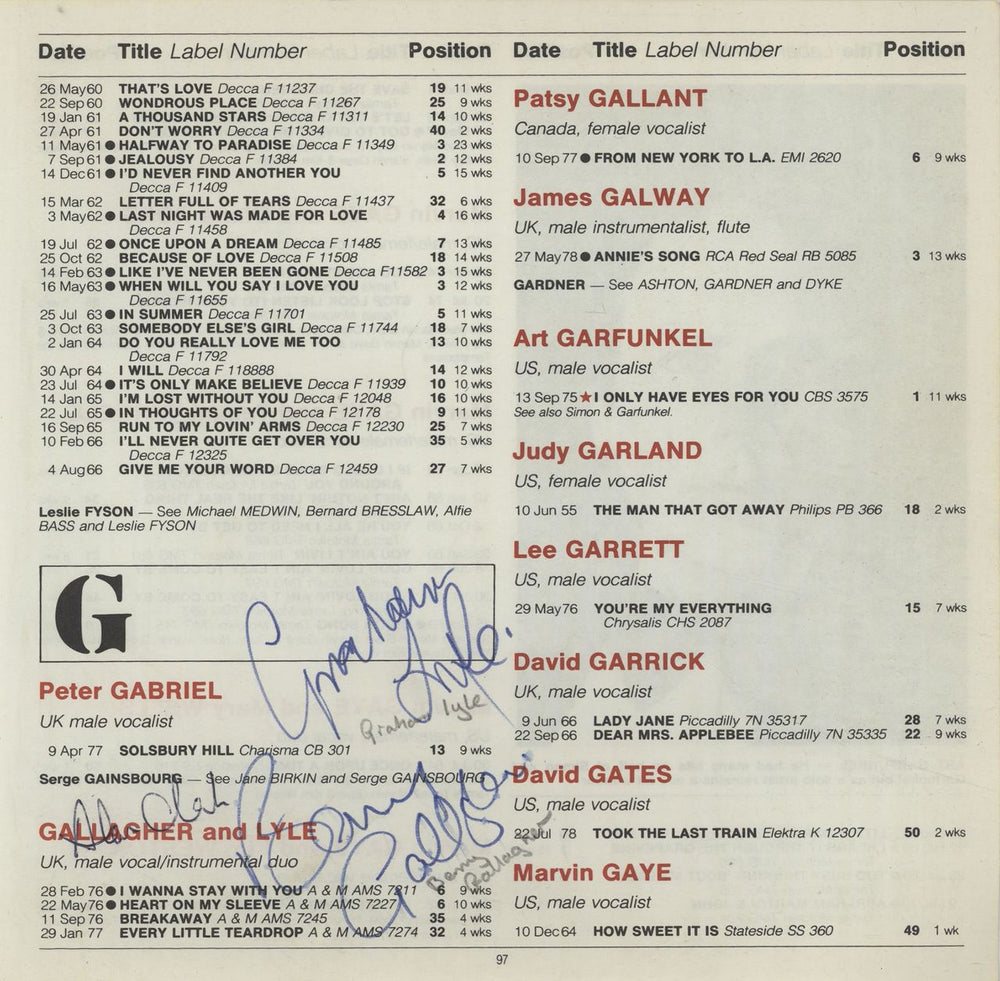 Date Title Label Number Position
26 May60 THAT'S LOVE Decca F 11237 19 11 wks
22 Sep 60 WONDROUS PLACE Decca F 11267 25 9 wks
19 Jan 61 A THOUSAND STARS Decca F 11311 14 10 wks
27 Apr 61 DON'T WORRY Decca F 11334 40 2 wks
11 May61 ● HALFWAY TO PARADISE Decca F 11349 3 23 wks
7 Sep 61 ● JEALOUSY Decca F 11384 2 12 wks
14 Dec 61 ● I'D NEVER FIND ANOTHER YOU 5 15 wks
Decca F 11409
15 Mar 62 LETTER FULL OF TEARS Decca F 11437 32 6 wks
3 May62 ● LAST NIGHT WAS MADE FOR LOVE 4 16 wks
Decca F 11458
19 Jul 62 ● ONCE UPON A DREAM Decca F 11485 7 13 wks
25 Oct 62 BECAUSE OF LOVE Decca F 11508 18 14 wks
14 Feb 63 ● LIKE I'VE NEVER BEEN GONE Decca F11582 3 15 wks
16 May63 ● WHEN WILL YOU SAY I LOVE YOU 3 12 wks
Decca F 11655
25 Jul 63 ● IN SUMMER Decca F 11701 5 11 wks
3 Oct 63 SOMEBODY ELSE'S GIRL Decca F 11744 18 7 wks
2 Jan 64 DO YOU REALLY LOVE ME TOO 13 10 wks
Decca F 11792
30 Apr 64 I WILL Decca F 118888 14 12 wks
23 Jul 64 ● IT'S ONLY MAKE BELIEVE Decca F 11939 10 10 wks
14 Jan 65 I'M LOST WITHOUT YOU Decca F 12048 16 10 wks
22 Jul 65 ● IN THOUGHTS OF YOU Decca F 12178 9 11 wks
16 Sep 65 RUN TO MY LOVIN' ARMS Decca F 12230 25 7 wks
10 Feb 66 I'LL NEVER QUITE GET OVER YOU 35 5 wks
Decca F 12325
4 Aug 66 GIVE ME YOUR WORD Decca F 12459 27 7 wks
Leslie FYSON — See Michael MEDWIN, Bernard BRESSLAW, Alfie
BASS and Leslie FYSON
G
Graham
Lyle.
Graham Lyle
Peter GABRIEL
UK male vocalist
9 Apr 77 SOLSBURY HILL Charisma CB 301 13 9 wks
Serge GAINSBOURG — See Jane BIRKIN and Serge GAINSBOURG
Benny
Gallagher
Benny
Gallagher
GALLAGHER and LYLE
UK, male vocal/instrumental duo
28 Feb 76 ● I WANNA STAY WITH YOU A & M AMS 7211 6 9 wks
22 May76 ● HEART ON MY SLEEVE A & M AMS 7227 6 10 wks
11 Sep 76 BREAKAWAY A & M AMS 7245 35 4 wks
29 Jan 77 EVERY LITTLE TEARDROP A & M AMS 7274 32 4 wks
Date Title Label Number Position
Patsy GALLANT
Canada, female vocalist
10 Sep 77 ● FROM NEW YORK TO L.A. EMI 2620 6 9 wks
James GALWAY
UK, male instrumentalist, flute
27 May78 ● ANNIE'S SONG RCA Red Seal RB 5085 3 13 wks
GARDNER — See ASHTON, GARDNER and DYKE
Art GARFUNKEL
US, male vocalist
13 Sep 75 ★ I ONLY HAVE EYES FOR YOU CBS 3575 1 11 wks
See also Simon & Garfunkel.
Judy GARLAND
US, female vocalist
10 Jun 55 THE MAN THAT GOT AWAY Philips PB 366 18 2 wks
Lee GARRETT
US, male vocalist
29 May76 YOU'RE MY EVERYTHING 15 7 wks
Chrysalis CHS 2087
David GARRICK
UK, male vocalist
9 Jun 66 LADY JANE Piccadilly 7N 35317 28 7 wks
22 Sep 66 DEAR MRS. APPLEBEE Piccadilly 7N 35335 22 9 wks
David GATES
US, male vocalist
22 Jul 78 TOOK THE LAST TRAIN Elektra K 12307 50 2 wks
Marvin GAYE
US, male vocalist
10 Dec 64 HOW SWEET IT IS Stateside SS 360 49 1 wk
97